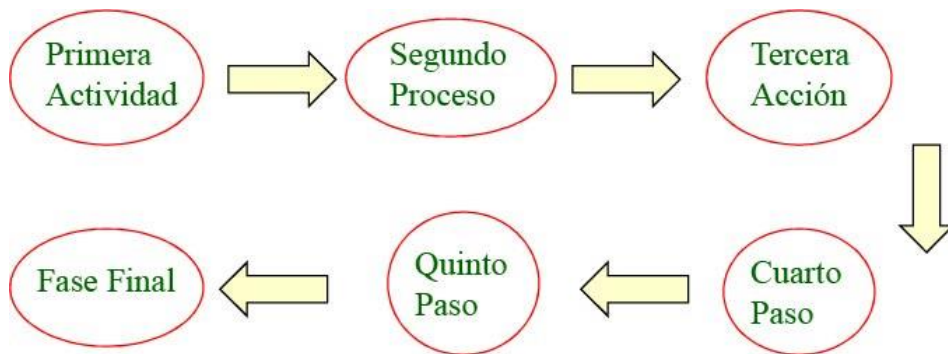 Primera
Actividad
Segundo
Proceso
Tercera
Acción
Cuarto
Paso
Quinto
Paso
Fase Final